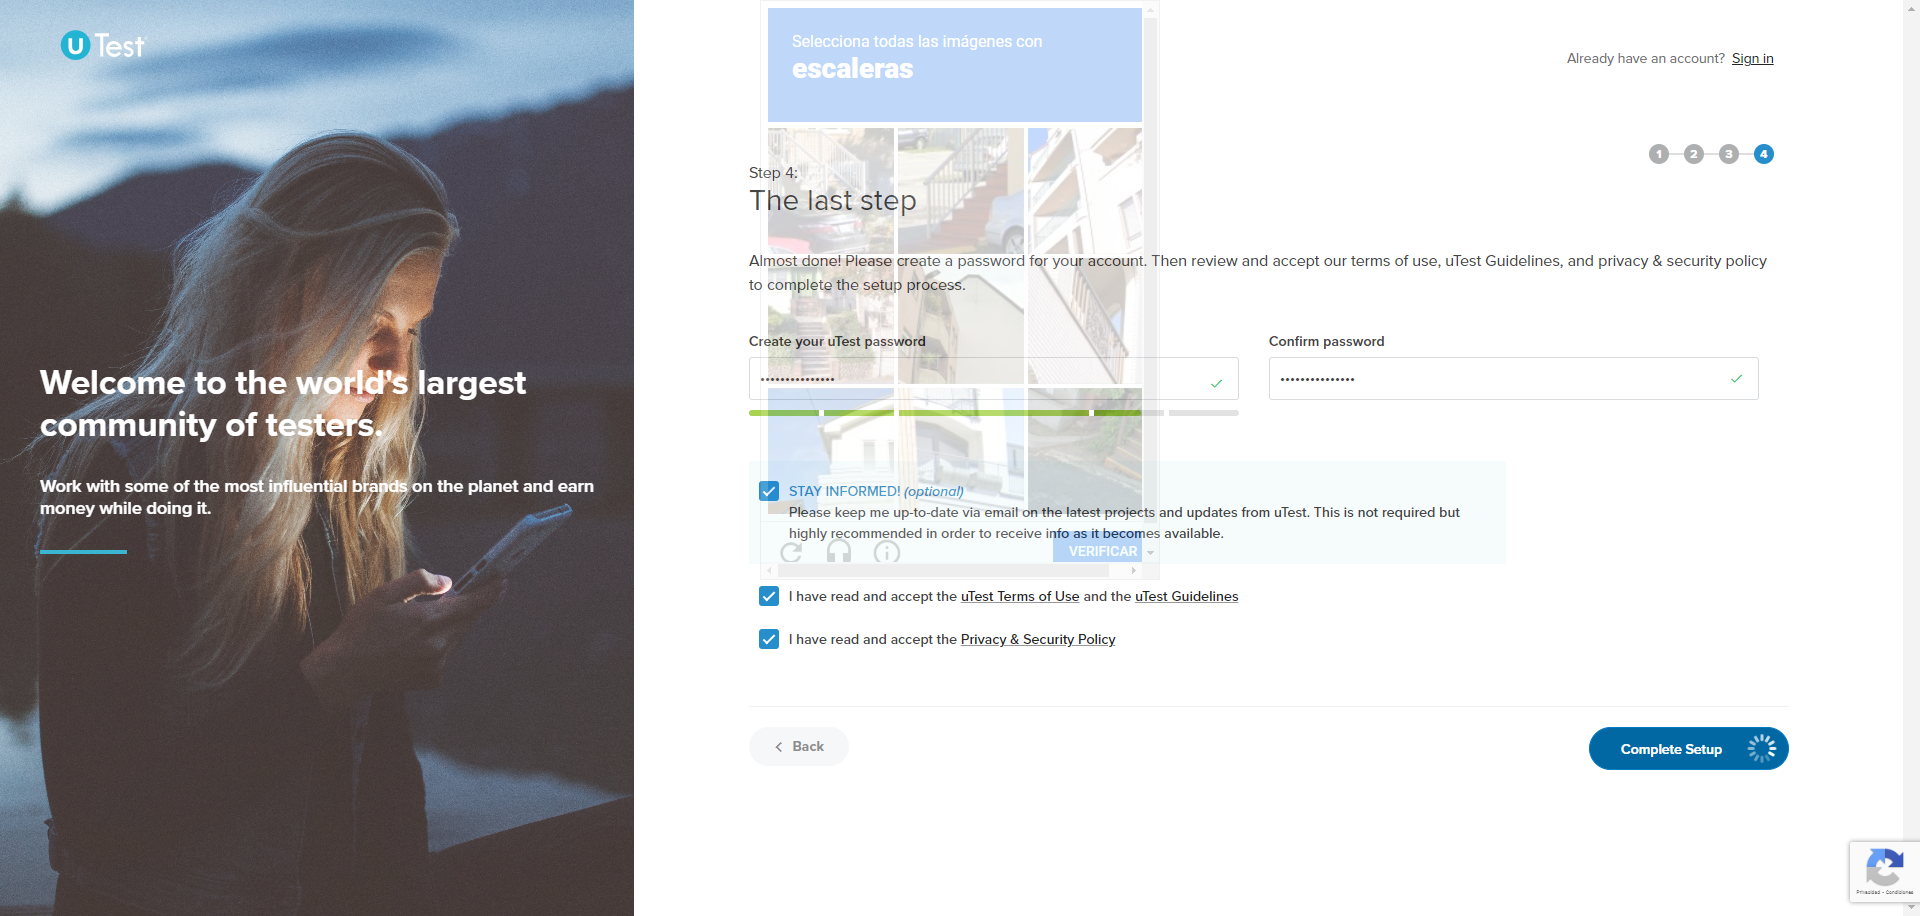 U Test
Welcome to the world's largest
community of testers.
Work with some of the most influential brands on the planet and earn
money while doing it.
Selecciona todas las imágenes con
escaleras
Already have an account? Sign in
1 2 3 4
Step 4:
The last step
Almost done! Please create a password for your account. Then review and accept our terms of use, uTest Guidelines, and privacy & security policy
to complete the setup process.
Create your uTest password
Confirm password
•••••••••••••••
•••••••••••••••
STAY INFORMED! (optional)
Please keep me up-to-date via email on the latest projects and updates from uTest. This is not required but
highly recommended in order to receive info as it becomes available.
VERIFICAR
I have read and accept the uTest Terms of Use and the uTest Guidelines
I have read and accept the Privacy & Security Policy
Back
Complete Setup
Privacidad - Condiciones